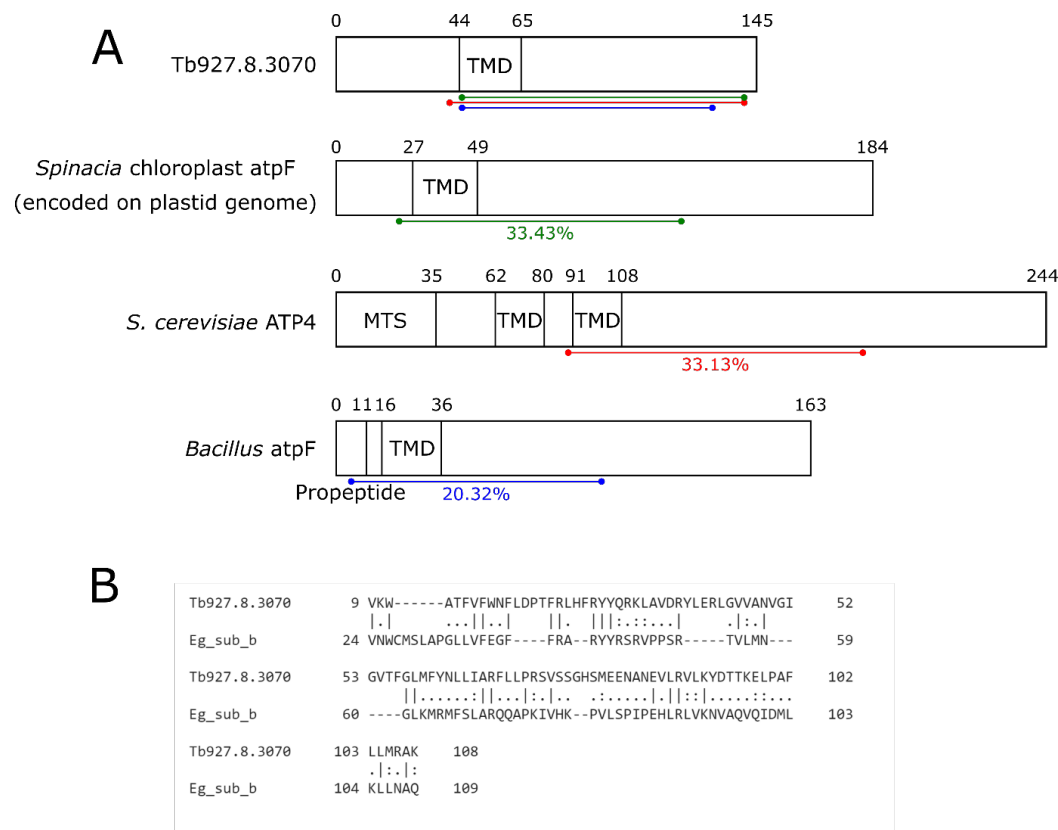 A
0 44 65 145
Tb927.8.3070
TMD
0 27 49 184
Spinacia chloroplast atpF
(encoded on plastid genome)
TMD
33.43%
0 35 62 80 91 108 244
S. cerevisiae ATP4
MTS TMD TMD
33.13%
0 11 16 36 163
Bacillus atpF
TMD
Propeptide
20.32%
B
Tb927.8.3070 9 VKW------ATFVFWNFLDPTFRLHFRYYQRKLAVDRYLERLGVVANVGI 52
|.| ...||..| ||. |||:.::...| .|:.|
Eg_sub_b 24 VNWCMSLAPGLLVFEGF----FRA--RYYRSRVPPSR-----TVLMN--- 59
Tb927.8.3070 53 GVTFGLMFYNLLIARFLLPRSVSSGHSMEENANEVLRVLKYDTTKELPAF 102
||......:||...|:.|.. .:.....|.||::|.....::...
Eg_sub_b 60 ----GLKMRMFSLARQQAPKIVHK--PVLSPIPEHLRLVKNVAQVQIDML 103
Tb927.8.3070 103 LLMRAK 108
.|:.|:
Eg_sub_b 104 KLLNAQ 109